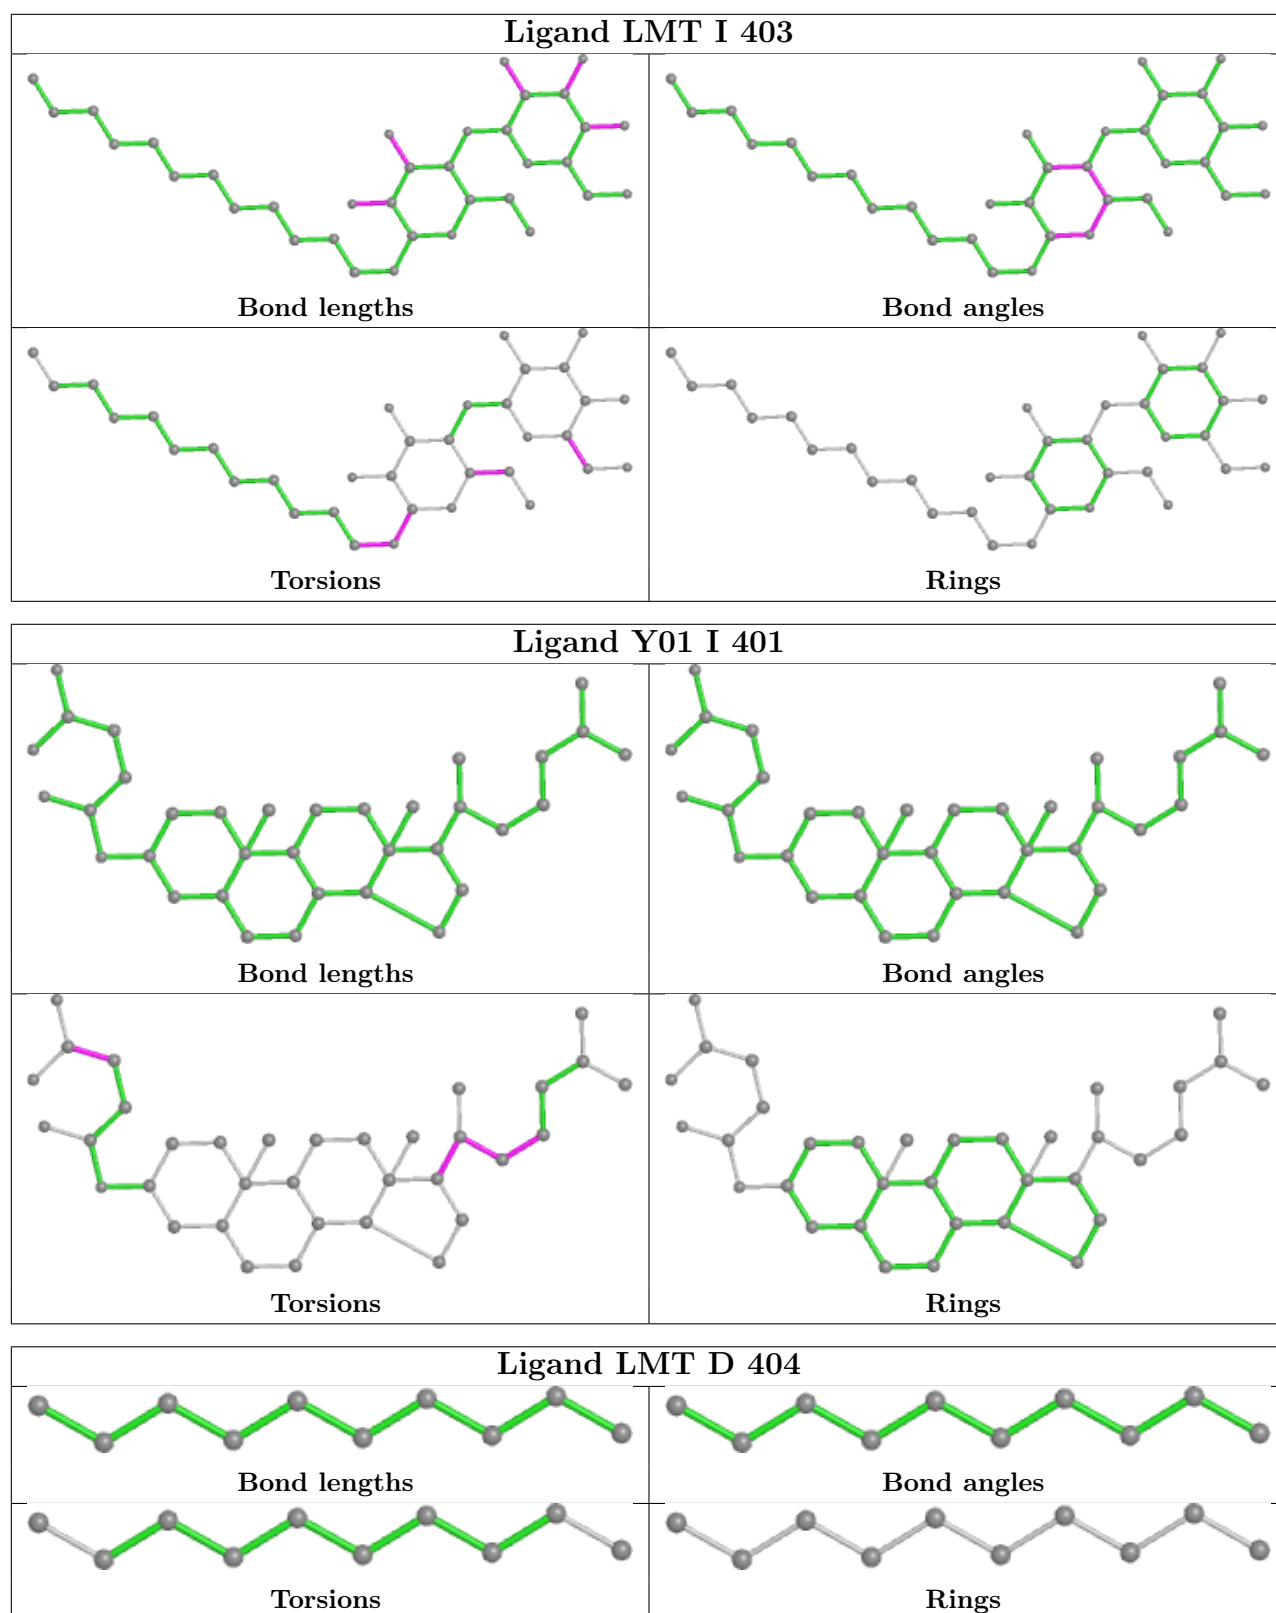 Ligand LMT I 403
Bond lengths
Bond angles
Torsions
Rings
Ligand Y01 I 401
Bond lengths
Bond angles
Torsions
Rings
Ligand LMT D 404
Bond lengths
Bond angles
Torsions
Rings